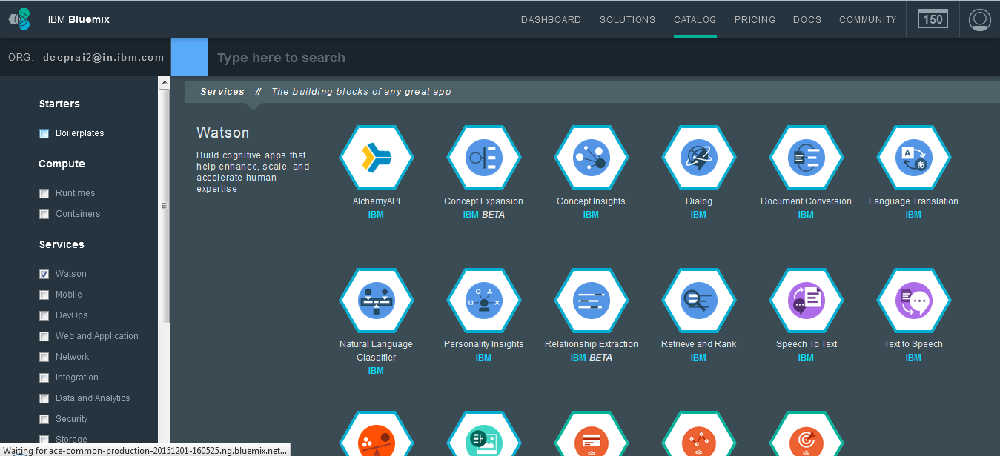 IBM Bluemix
DASHBOARD SOLUTIONS CATALOG PRICING DOCS COMMUNITY 150
ORG: deeprai2@in.ibm.com
Type here to search
Starters
Boilerplates
Compute
Runtimes
Containers
Services
Watson
Mobile
DevOps
Web and Application
Network
Integration
Data and Analytics
Security
Storage
Services // The building blocks of any great app
Watson
Build cognitive apps that
help enhance, scale, and
accelerate human
expertise
AlchemyAPI
IBM
Concept Expansion
IBM BETA
Concept Insights
IBM
Dialog
IBM
Document Conversion
IBM
A あ
Language Translation
IBM
Natural Language
Classifier
IBM
Personality Insights
IBM
Relationship Extraction
IBM BETA
Retrieve and Rank
IBM
Speech To Text
IBM
Text to Speech
IBM
Waiting for ace-common-production-20151201-160525.ng.bluemix.net...